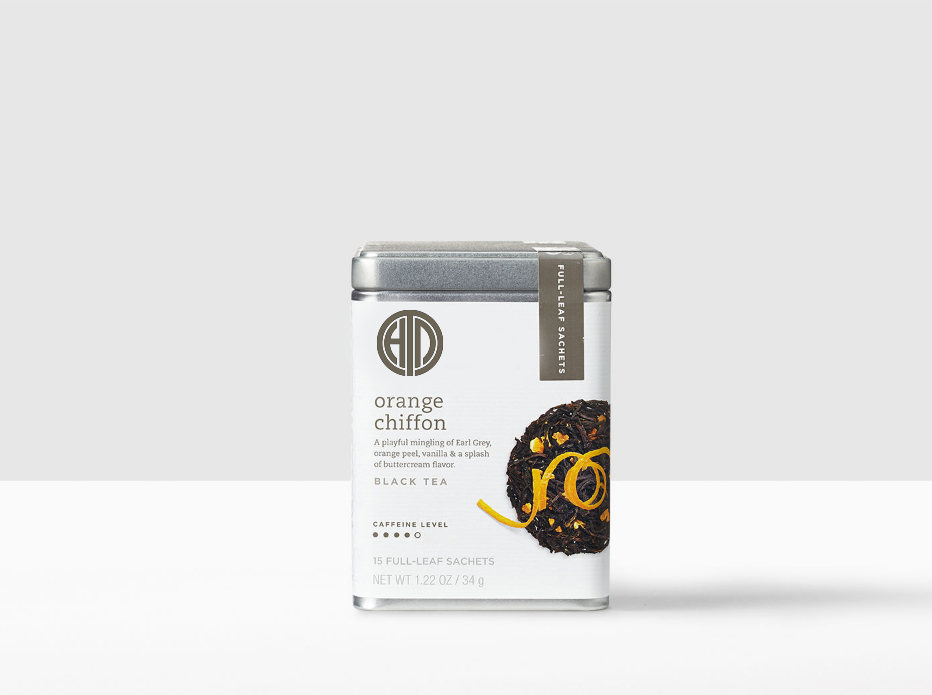 FULL-LEAF SACHETS
HTD
orange
chiffon
A playful mingling of Earl Grey,
orange peel, vanilla & a splash
of buttercream flavor.
BLACK TEA
CAFFEINE LEVEL
15 FULL-LEAF SACHETS
NET WT 1.22 OZ / 34 g